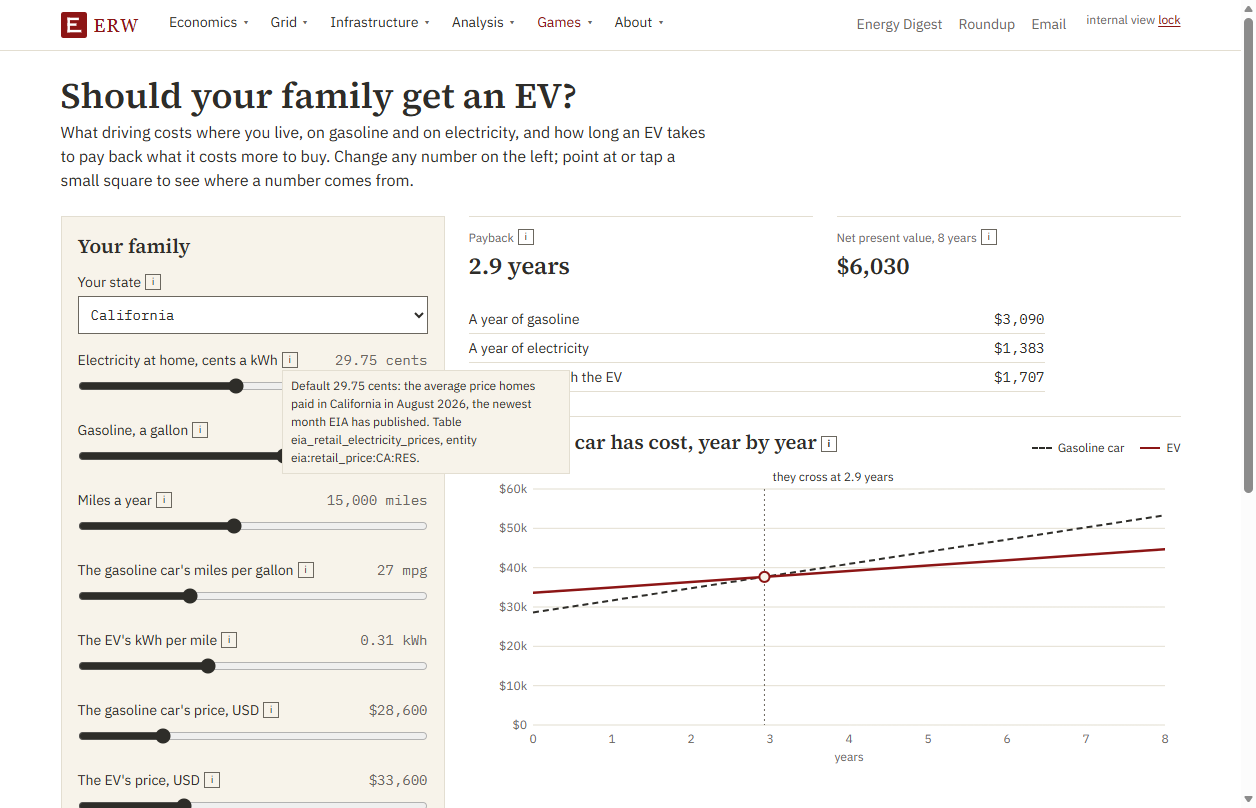 E ERW Economics Grid Infrastructure Analysis Games About Energy Digest Roundup Email internal view lock
Should your family get an EV?
What driving costs where you live, on gasoline and on electricity, and how long an EV takes
to pay back what it costs more to buy. Change any number on the left; point at or tap a
small square to see where a number comes from.
Your family
Your state i
California
Electricity at home, cents a kWh i 29.75 cents
Default 29.75 cents: the average price homes
paid in California in August 2026, the newest
month EIA has published. Table
eia_retail_electricity_prices, entity
eia:retail_price:CA:RES.
Gasoline, a gallon i
Miles a year i 15,000 miles
The gasoline car's miles per gallon i 27 mpg
The EV's kWh per mile i 0.31 kWh
The gasoline car's price, USD i $28,600
The EV's price, USD i $33,600
Payback i
2.9 years
Net present value, 8 years i
$6,030
A year of gasoline $3,090
A year of electricity $1,383
h the EV $1,707
car has cost, year by year i
Gasoline car EV
they cross at 2.9 years
$60k
$50k
$40k
$30k
$20k
$10k
$0
0 1 2 3 4 5 6 7 8
years